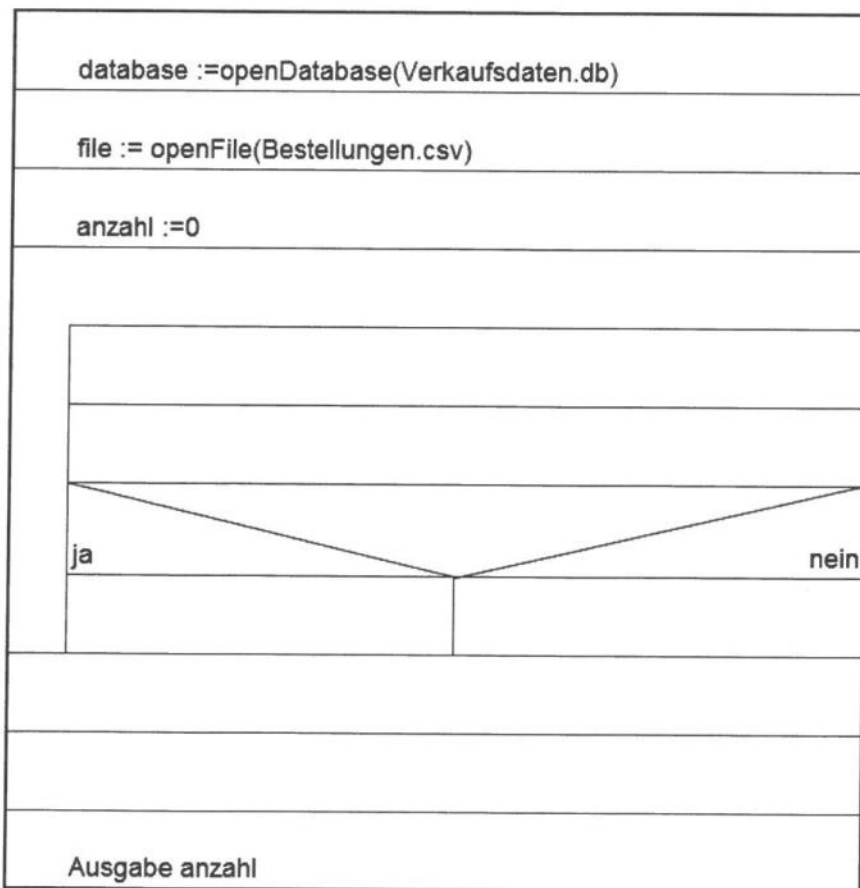 database :=openDatabase(Verkaufsdaten.db)
file := openFile(Bestellungen.csv)
anzahl :=0
ja
nein
Ausgabe anzahl